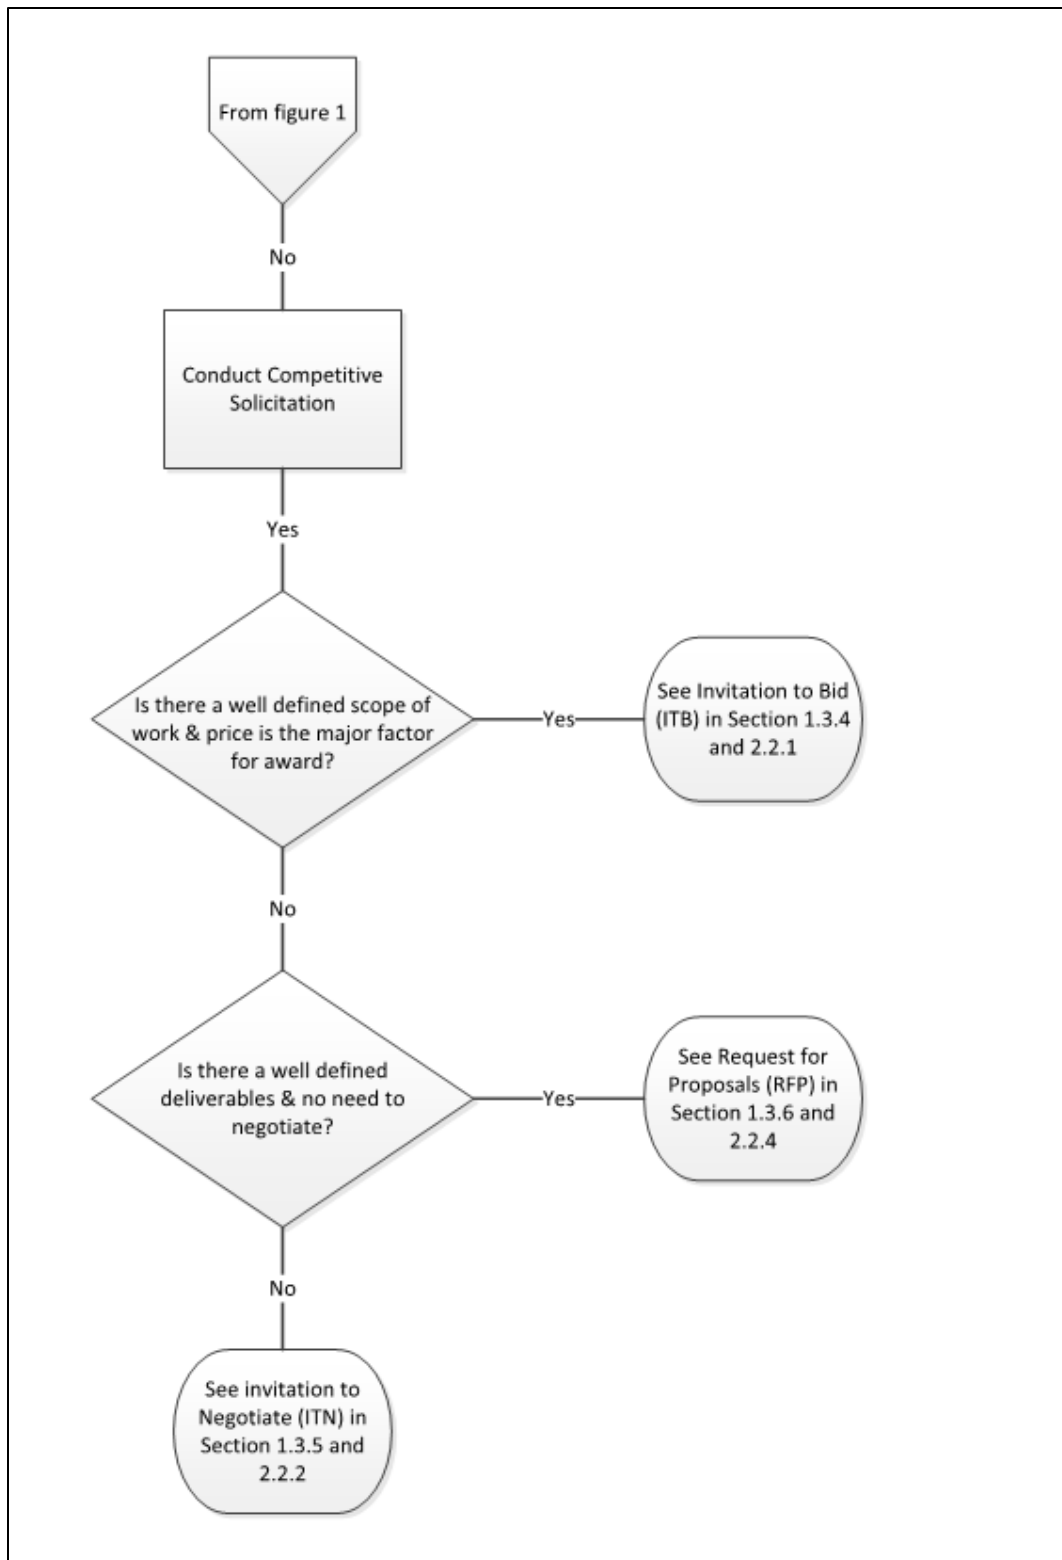 From figure 1
No
Conduct Competitive
Solicitation
Yes
Is there a well defined scope of
work & price is the major factor
for award?
Yes
See Invitation to Bid
(ITB) in Section 1.3.4
and 2.2.1
No
Is there a well defined
deliverables & no need to
negotiate?
Yes
See Request for
Proposals (RFP) in
Section 1.3.6 and
2.2.4
No
See invitation to
Negotiate (ITN) in
Section 1.3.5 and
2.2.2